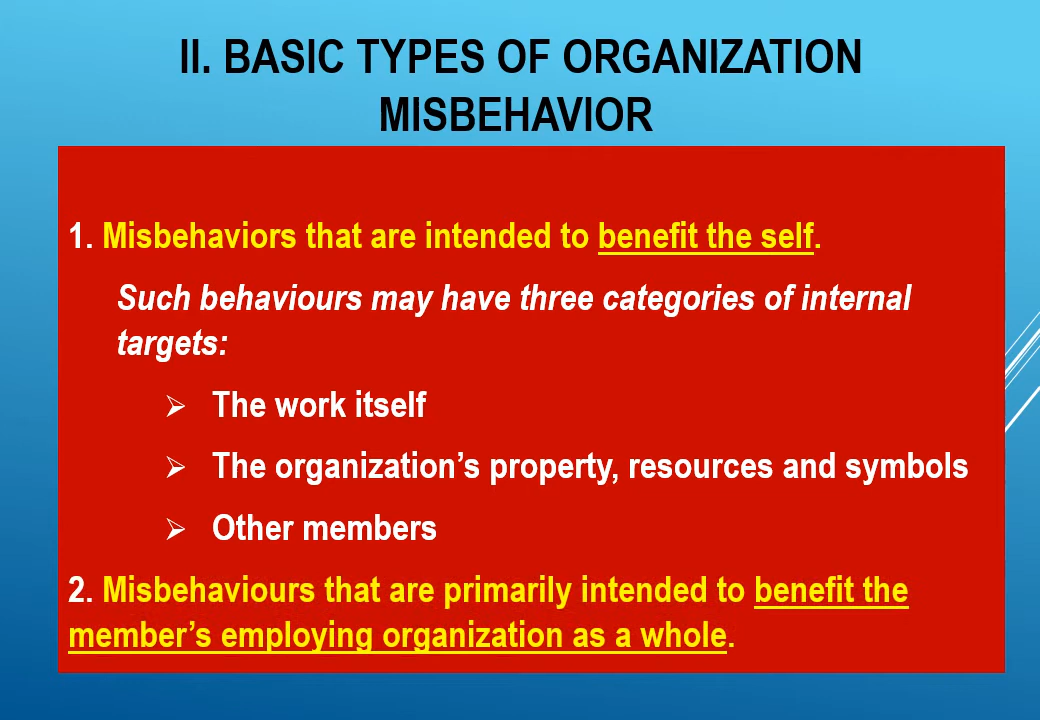 II. BASIC TYPES OF ORGANIZATION
MISBEHAVIOR
1. Misbehaviors that are intended to benefit the self.
Such behaviours may have three categories of internal
targets:
➢ The work itself
➢ The organization’s property, resources and symbols
➢ Other members
2. Misbehaviours that are primarily intended to benefit the
member’s employing organization as a whole.